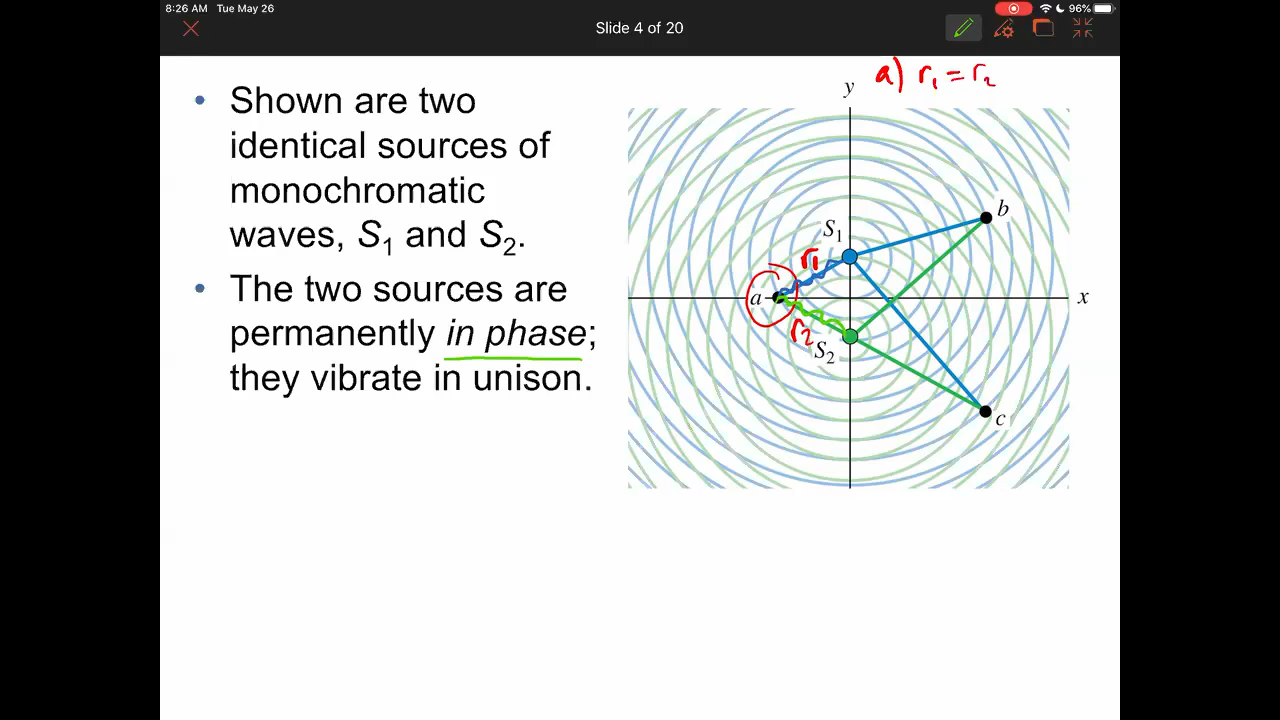 8:26 AM Tue May 26
96%
Slide 4 of 20
a) r₁ = r₂
• Shown are two
identical sources of
monochromatic
waves, S₁ and S₂.
• The two sources are
permanently in phase;
they vibrate in unison.
y
b
S₁
r₁
a
x
r₂
S₂
c